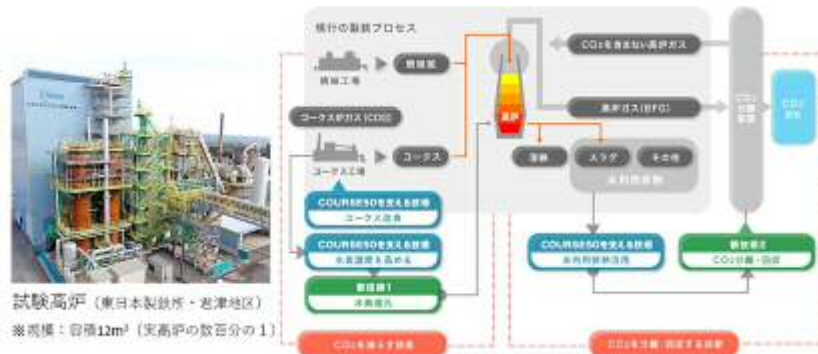 現行の製鉄プロセス
焼結工場
焼結鉱
コークス炉ガス(COG)
コークス工場
コークス
高炉
CO2を含まない高炉ガス
高炉ガス(BFG)
溶銑
スラグ
その他
未利用排熱
CO2分離装置
CO2
COURSE50を支える技術
コークス改良
COURSE50を支える技術
水素濃度を高める
新技術1
水素還元
COURSE50を支える技術
未利用排熱活用
新技術2
CO2分離・回収
CO2を減らす技術
CO2を分離・回収する技術
試験高炉(東日本製鉄所・君津地区)
※規模:容積12m³(実高炉の数百分の1)